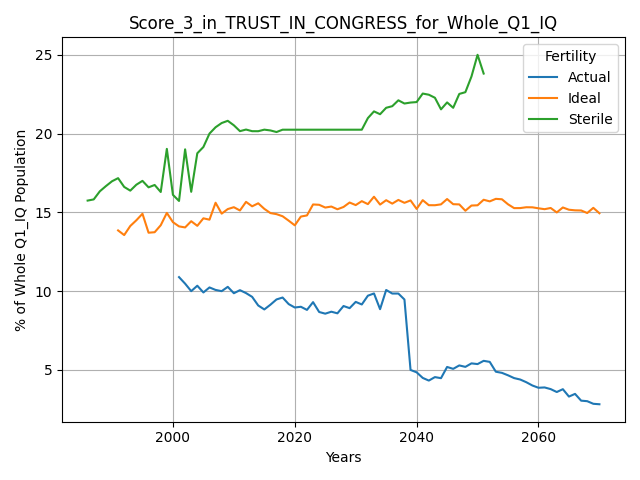 Score_3_in_TRUST_IN_CONGRESS_for_Whole_Q1_IQ
Fertility
Actual
Ideal
Sterile
% of Whole Q1_IQ Population
25
20
15
10
5
2000
2020
2040
2060
Years